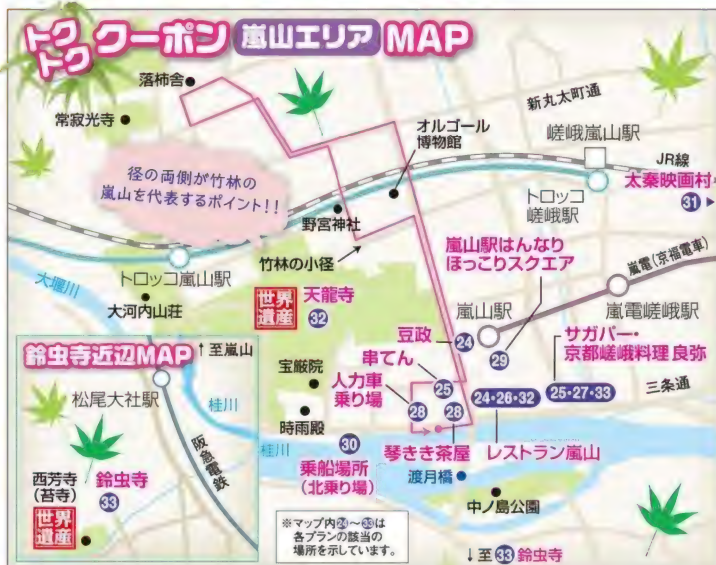 トクトククーポン 嵐山エリア MAP
落柿舎
常寂光寺
新丸太町通
オルゴール
博物館
嵯峨嵐山駅
JR線
太秦映画村
31
トロッコ
嵯峨駅
径の両側が竹林の
嵐山を代表するポイント!!
野宮神社
竹林の小径
嵐山駅はんなり
ほっこりスクエア
嵐電(京福電車)
大堰川
トロッコ嵐山駅
大河内山荘
世界
遺産
天龍寺
32
嵐山駅
嵐電嵯峨駅
豆政
24
29
サガパー・
京都嵯峨料理 良弥
串てん
25
24・26・32
25・27・33
三条通
宝厳院
人力車
乗り場
28
28
時雨殿
桂川
30
乗船場所
(北乗り場)
琴きき茶屋
レストラン嵐山
渡月橋
中ノ島公園
※マップ内24~33は
各プランの該当の
場所を示しています。
↓至33 鈴虫寺
鈴虫寺近辺MAP
↑至嵐山
松尾大社駅
桂川
阪急電鉄
西芳寺
(苔寺)
鈴虫寺
33
世界
遺産